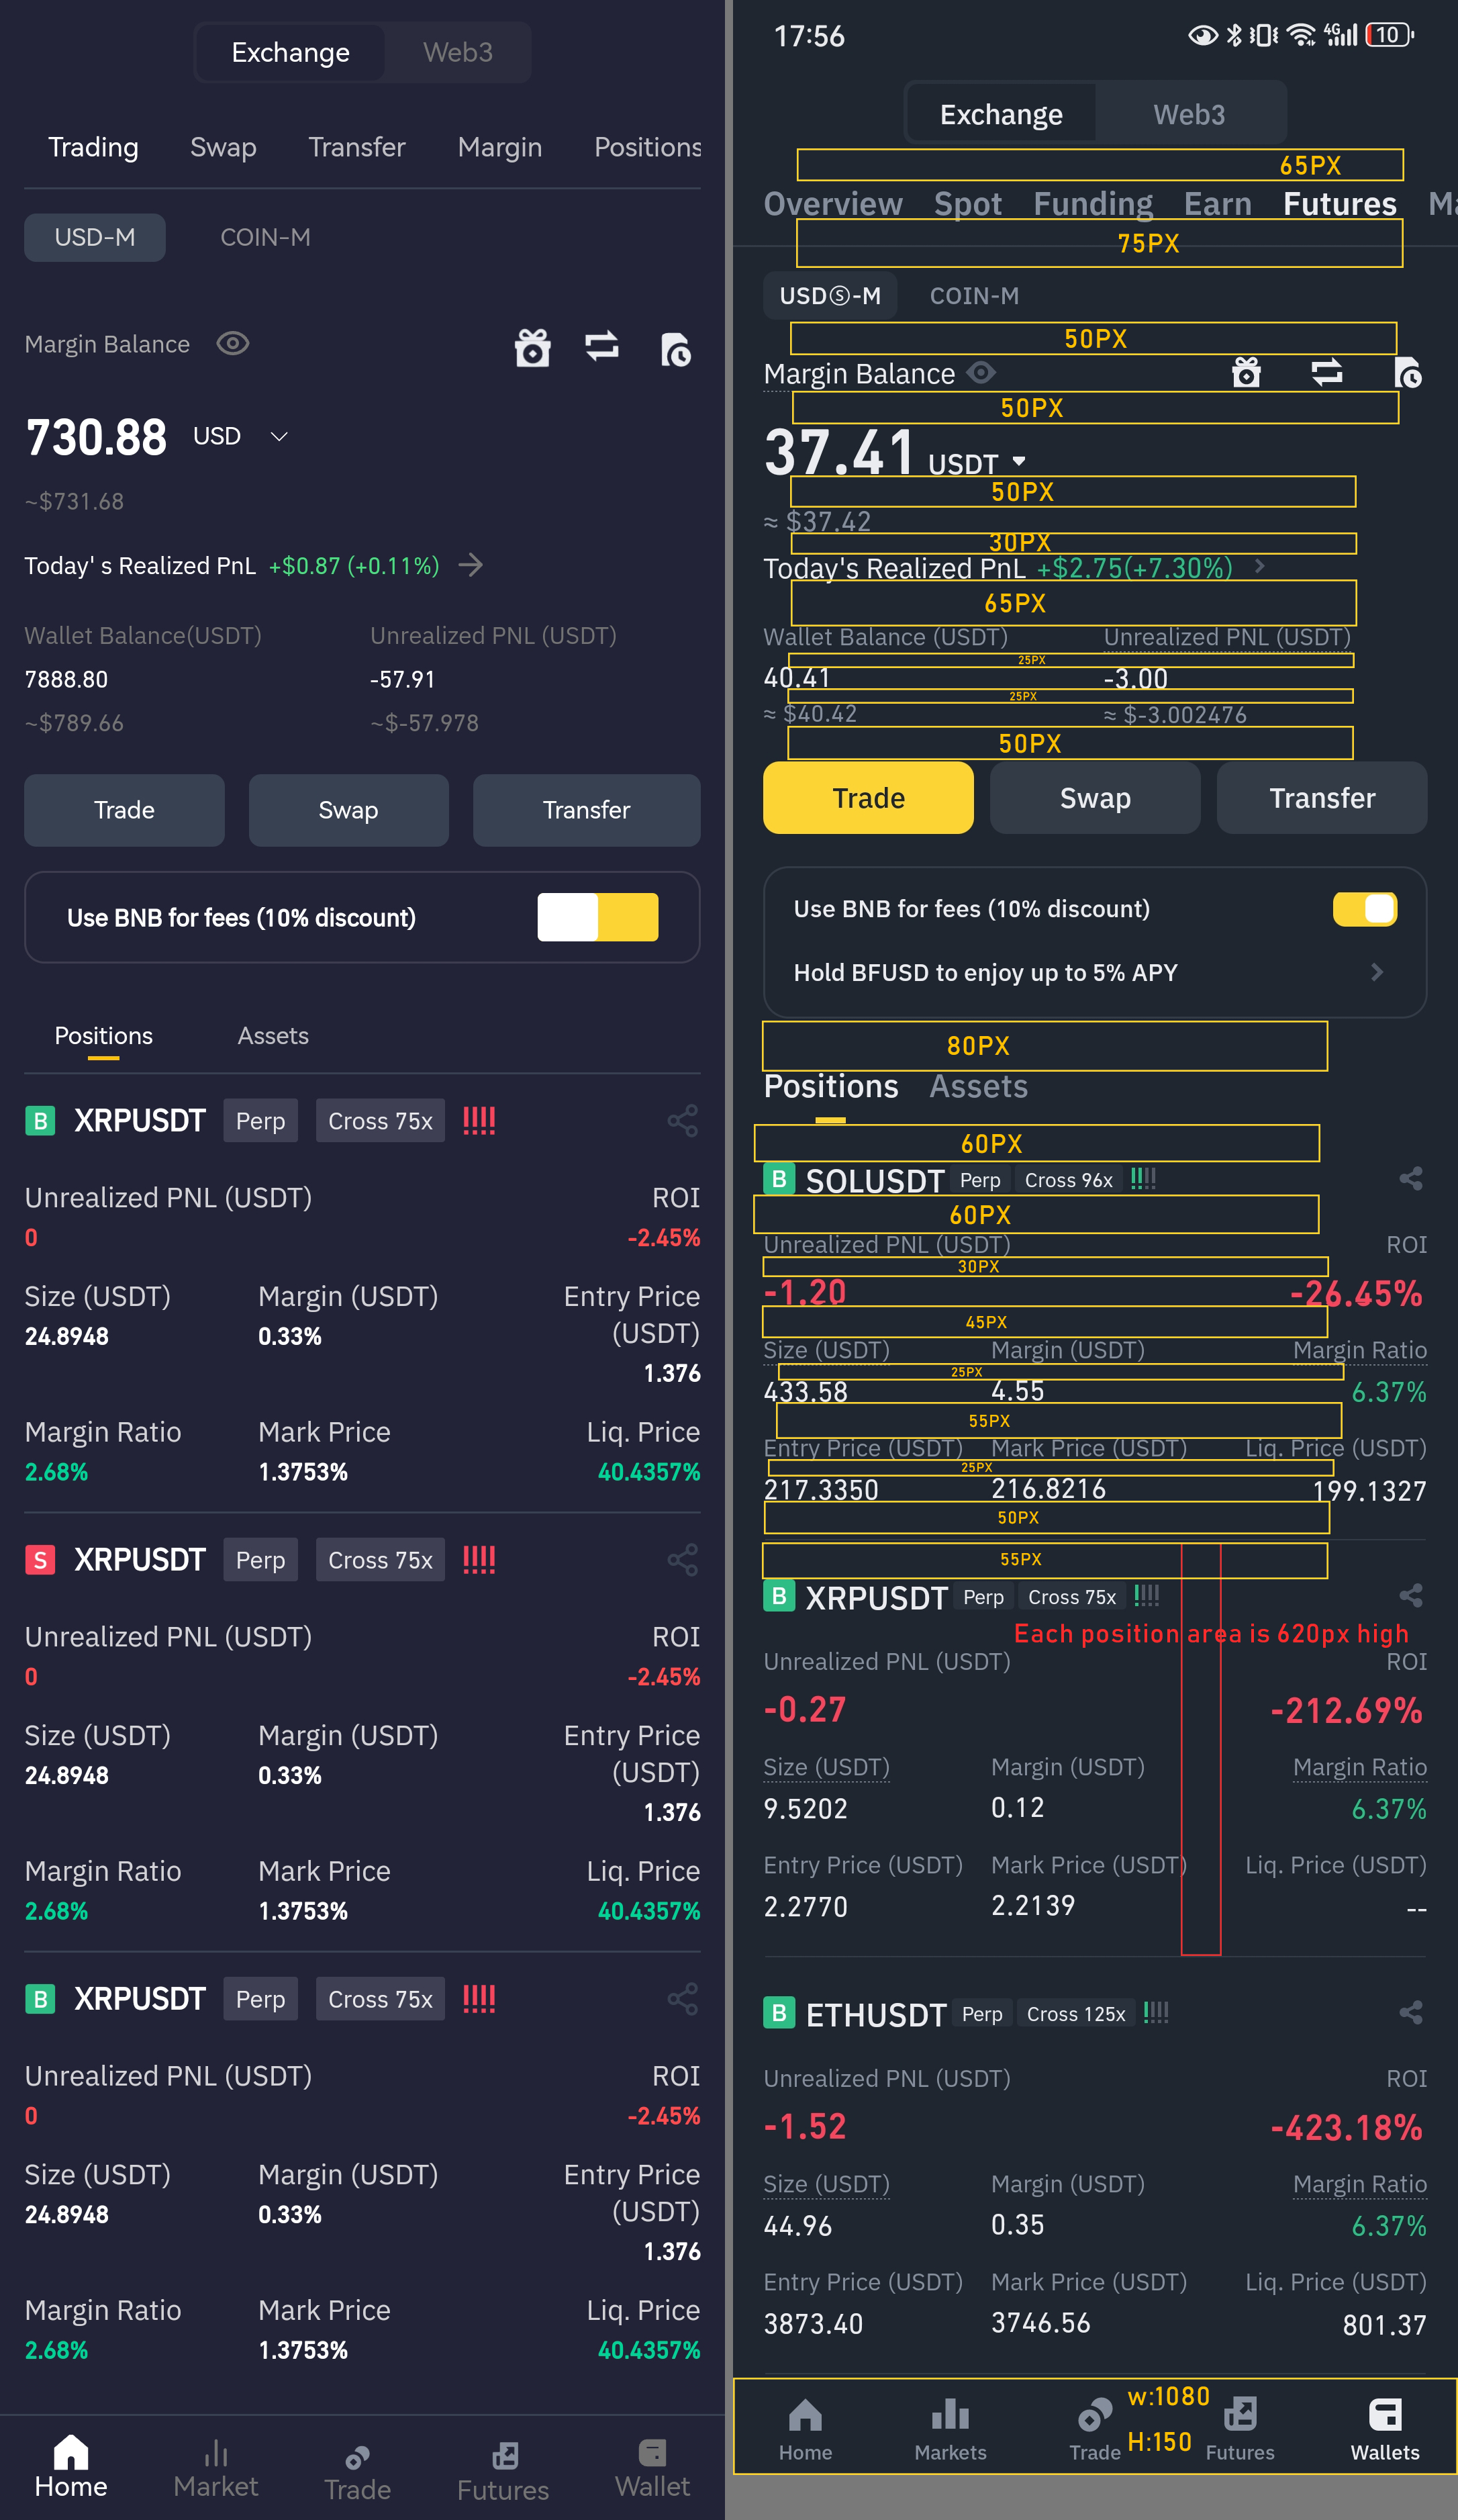 Exchange Web3
Trading Swap Transfer Margin Positions
USD-M COIN-M
Margin Balance
730.88 USD
~$731.68
Today' s Realized PnL +$0.87 (+0.11%)
Wallet Balance(USDT) Unrealized PNL (USDT)
7888.80 -57.91
~$789.66 ~$-57.978
Trade Swap Transfer
Use BNB for fees (10% discount)
Positions Assets
B XRPUSDT Perp Cross 75x !!!!
Unrealized PNL (USDT) ROI
0 -2.45%
Size (USDT) Margin (USDT) Entry Price (USDT)
24.8948 0.33% 1.376
Margin Ratio Mark Price Liq. Price
2.68% 1.3753% 40.4357%
S XRPUSDT Perp Cross 75x !!!!
Unrealized PNL (USDT) ROI
0 -2.45%
Size (USDT) Margin (USDT) Entry Price (USDT)
24.8948 0.33% 1.376
Margin Ratio Mark Price Liq. Price
2.68% 1.3753% 40.4357%
B XRPUSDT Perp Cross 75x !!!!
Unrealized PNL (USDT) ROI
0 -2.45%
Size (USDT) Margin (USDT) Entry Price (USDT)
24.8948 0.33% 1.376
Margin Ratio Mark Price Liq. Price
2.68% 1.3753% 40.4357%
Home Market Trade Futures Wallet
17:56 4G 10
Exchange Web3
65PX
Overview Spot Funding Earn Futures Ma
75PX
USDⓈ-M COIN-M
50PX
Margin Balance
50PX
37.41 USDT
50PX
≈ $37.42
30PX
Today's Realized PnL +$2.75(+7.30%)
65PX
Wallet Balance (USDT) Unrealized PNL (USDT)
25PX
40.41 -3.00
25PX
≈ $40.42 ≈ $-3.002476
50PX
Trade Swap Transfer
Use BNB for fees (10% discount)
Hold BFUSD to enjoy up to 5% APY
80PX
Positions Assets
60PX
B SOLUSDT Perp Cross 96x !!!!
60PX
Unrealized PNL (USDT) ROI
30PX
-1.20 -26.45%
45PX
Size (USDT) Margin (USDT) Margin Ratio
25PX
433.58 4.55 6.37%
55PX
Entry Price (USDT) Mark Price (USDT) Liq. Price (USDT)
25PX
217.3350 216.8216 199.1327
50PX
55PX
B XRPUSDT Perp Cross 75x !!!!
Each position area is 620px high
Unrealized PNL (USDT) ROI
-0.27 -212.69%
Size (USDT) Margin (USDT) Margin Ratio
9.5202 0.12 6.37%
Entry Price (USDT) Mark Price (USDT) Liq. Price (USDT)
2.2770 2.2139 --
B ETHUSDT Perp Cross 125x !!!!
Unrealized PNL (USDT) ROI
-1.52 -423.18%
Size (USDT) Margin (USDT) Margin Ratio
44.96 0.35 6.37%
Entry Price (USDT) Mark Price (USDT) Liq. Price (USDT)
3873.40 3746.56 801.37
w:1080
H:150
Home Markets Trade Futures Wallets